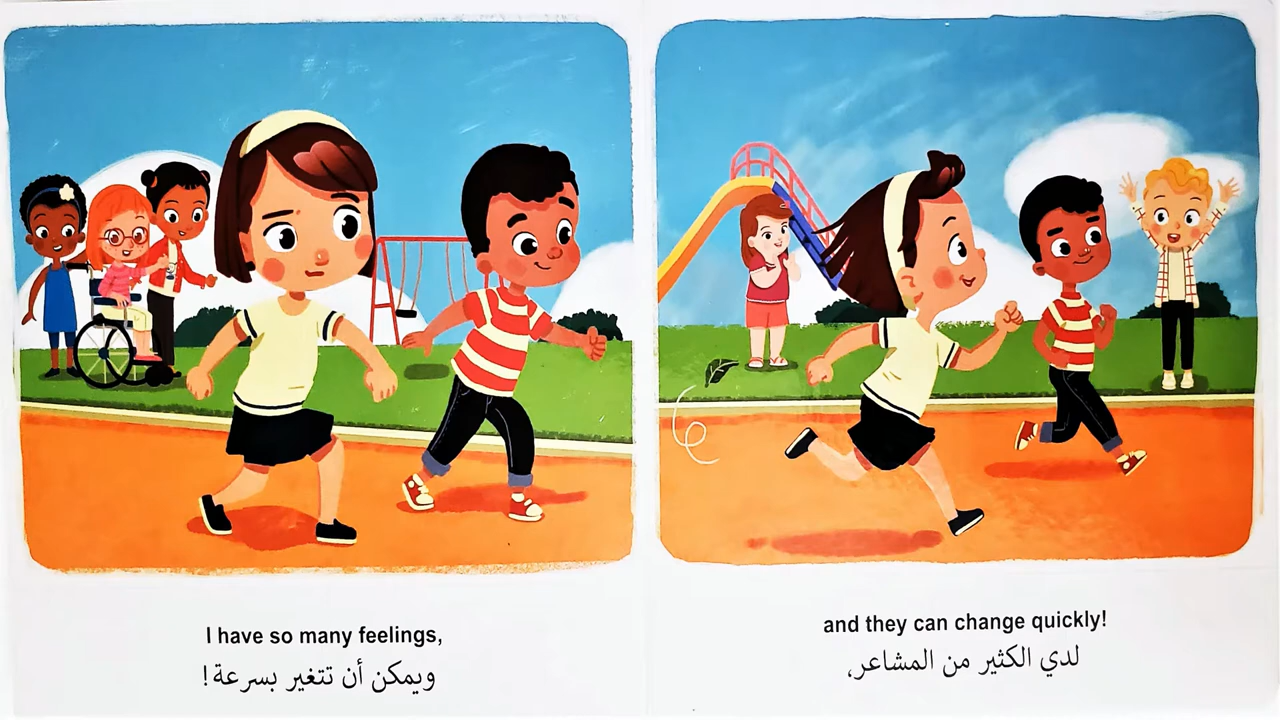 I have so many feelings,
ويمكن أن تتغير بسرعة!
and they can change quickly!
لدي الكثير من المشاعر،